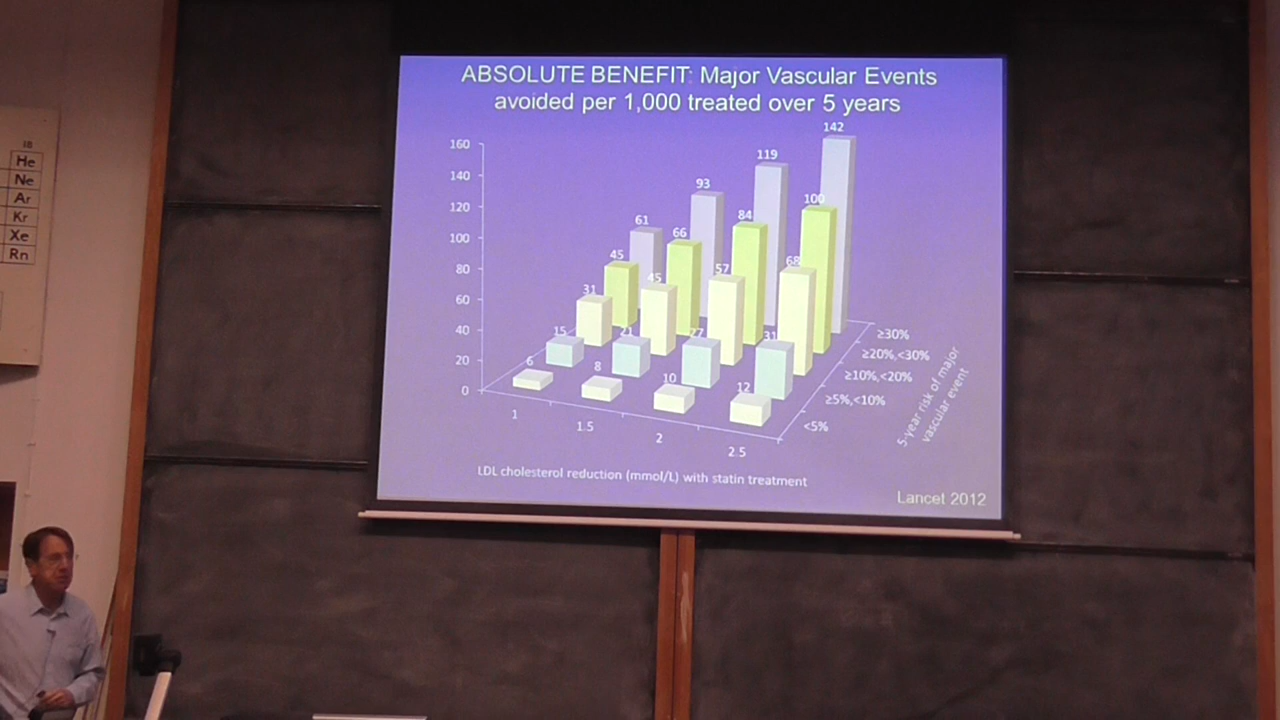 ABSOLUTE BENEFIT: Major Vascular Events
avoided per 1,000 treated over 5 years
160
140
120
100
80
60
40
20
0
61 93 119 142
45 66 84 100
31 45 57 68
15 21 27 31
6 8 10 12
1 1.5 2 2.5
≥30%
≥20%,<30%
≥10%,<20%
≥5%,<10%
<5%
5-year risk of major
vascular event
LDL cholesterol reduction (mmol/L) with statin treatment
Lancet 2012
He
Ne
Ar
Kr
Xe
Rn